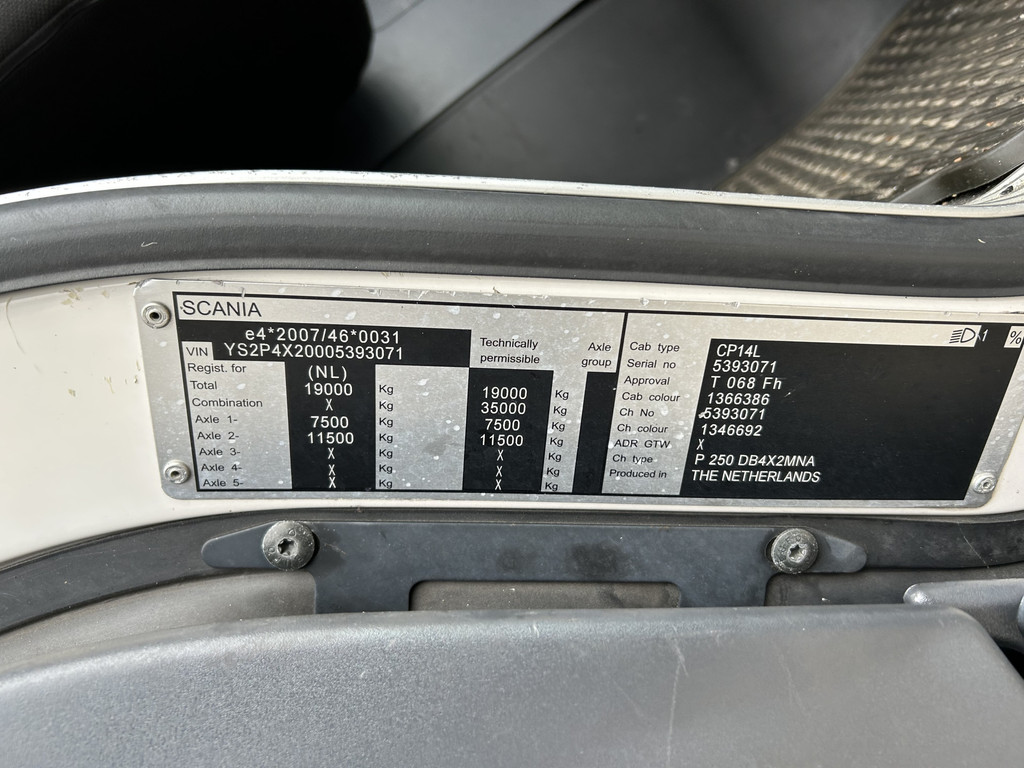 SCANIA
e4*2007/46*0031
VIN YS2P4X20005393071
Technically permissible
Axle group
Regist. for (NL)
Total 19000 Kg 19000 Kg
Combination X Kg 35000 Kg
Axle 1- 7500 Kg 7500 Kg
Axle 2- 11500 Kg 11500 Kg
Axle 3- X Kg X Kg
Axle 4- X Kg X Kg
Axle 5- X Kg X Kg
Cab type CP14L
Serial no 5393071
Approval T 068 Fh
Cab colour 1366386
Ch No 5393071
Ch colour 1346692
ADR GTW X
Ch type P 250 DB4X2MNA
Produced in THE NETHERLANDS
1 %